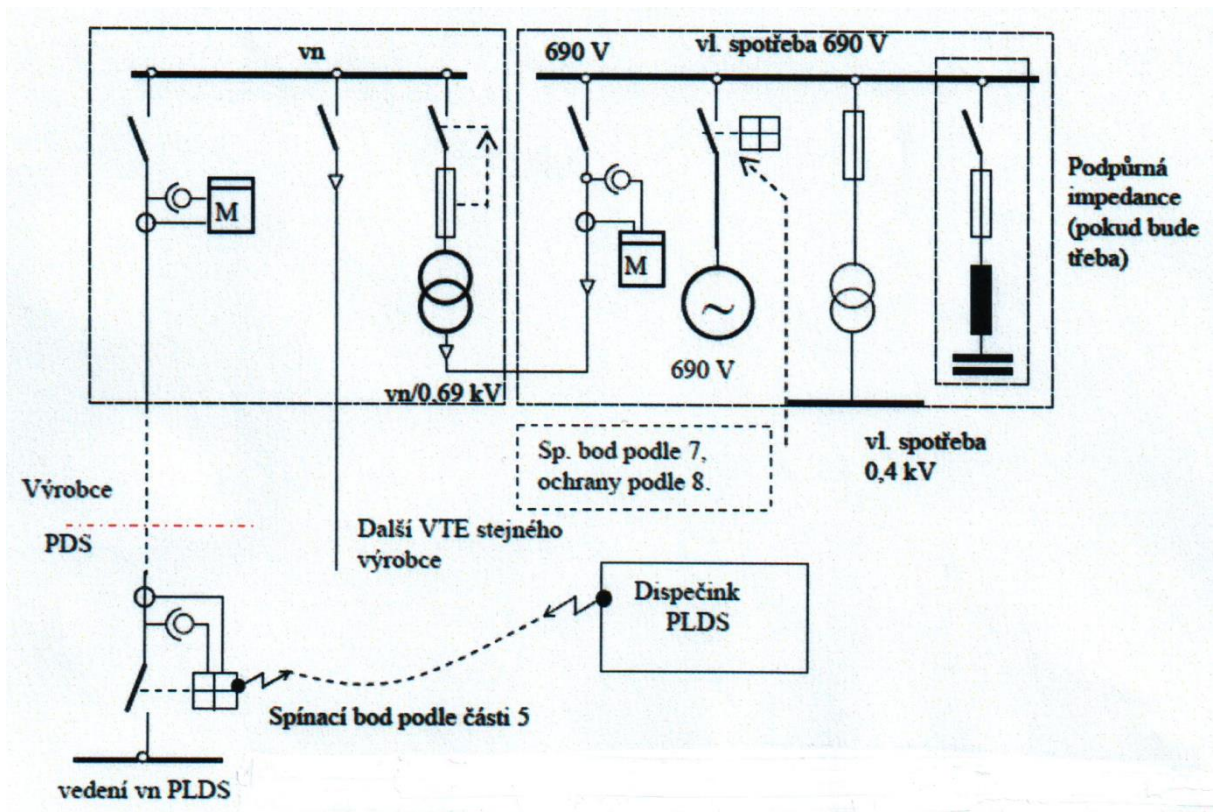 vn
690 V
vl. spotřeba 690 V
M
M
Podpůrná
impedance
(pokud bude
třeba)
~
690 V
vn/0,69 kV
Sp. bod podle 7,
ochrany podle 8.
vl. spotřeba
0,4 kV
Výrobce
PDS
Další VTE stejného
výrobce
Dispečink
PLDS
Spínací bod podle části 5
vedení vn PLDS